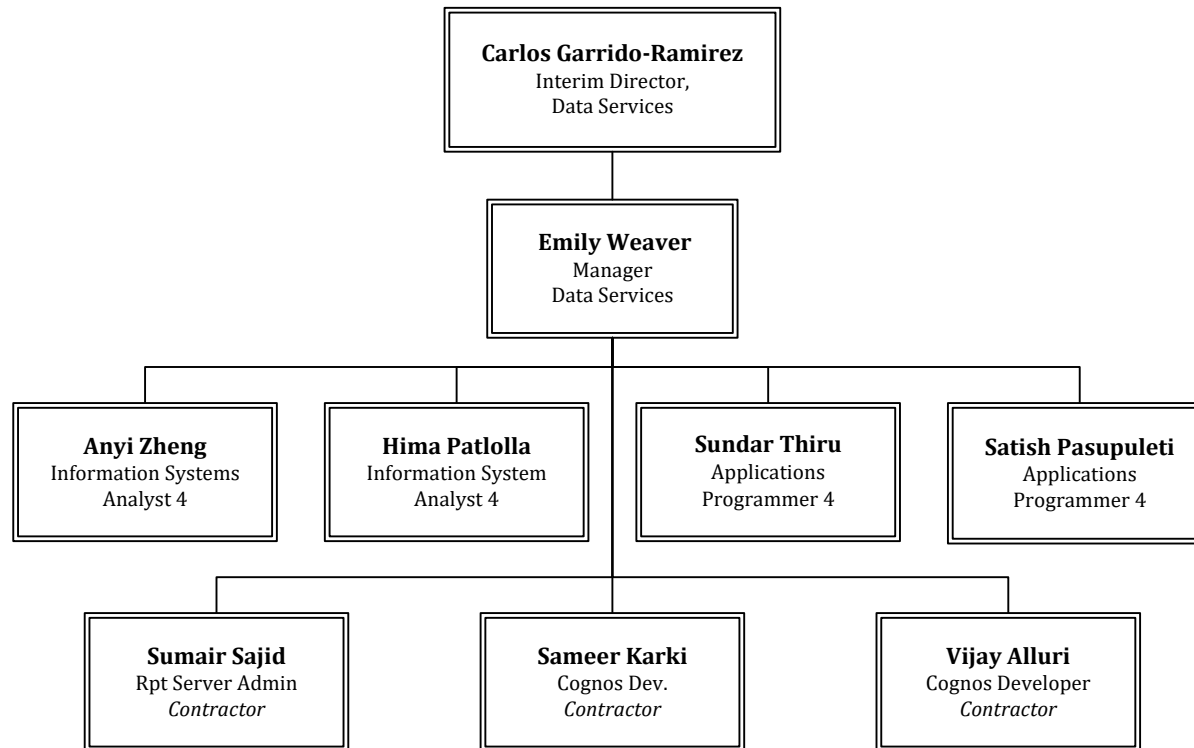 Carlos Garrido-Ramirez
Interim Director,
Data Services
Emily Weaver
Manager
Data Services
Anyi Zheng
Information Systems
Analyst 4
Hima Patlolla
Information System
Analyst 4
Sundar Thiru
Applications
Programmer 4
Satish Pasupuleti
Applications
Programmer 4
Sumair Sajid
Rpt Server Admin
Contractor
Sameer Karki
Cognos Dev.
Contractor
Vijay Alluri
Cognos Developer
Contractor